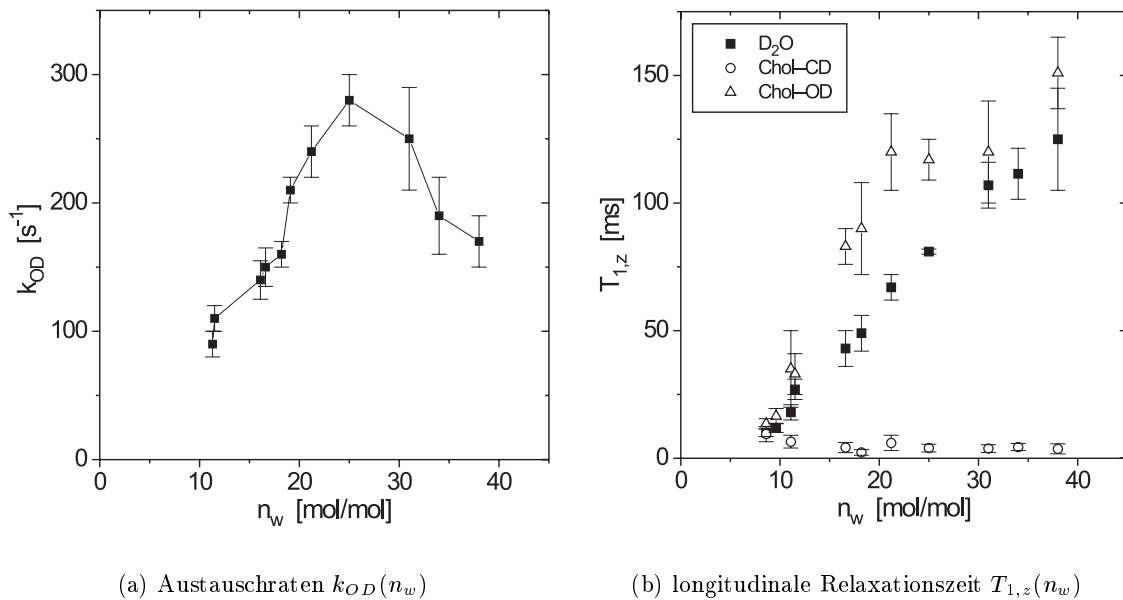 300
200
100
0
k_OD [s⁻¹]
0 10 20 30 40
n_w [mol/mol]
(a) Austauschraten k_OD(n_w)
D₂O
Chol–CD
Chol–OD
150
100
50
0
T_1,z [ms]
0 10 20 30 40
n_w [mol/mol]
(b) longitudinale Relaxationszeit T_1,z(n_w)